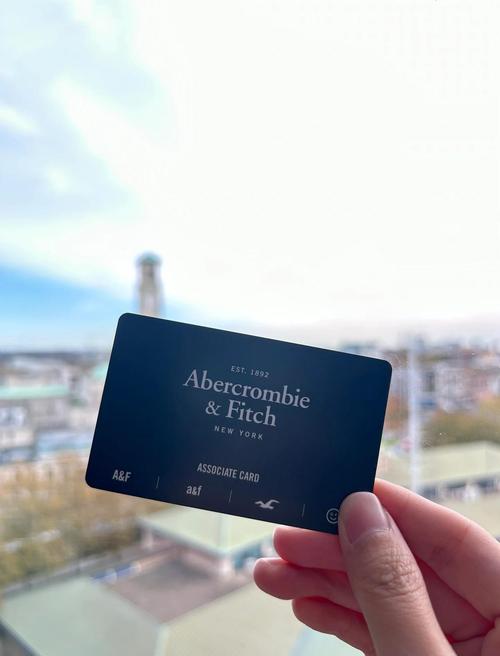 EST. 1892
Abercrombie
& Fitch
NEW YORK
ASSOCIATE CARD
A&F
a&f